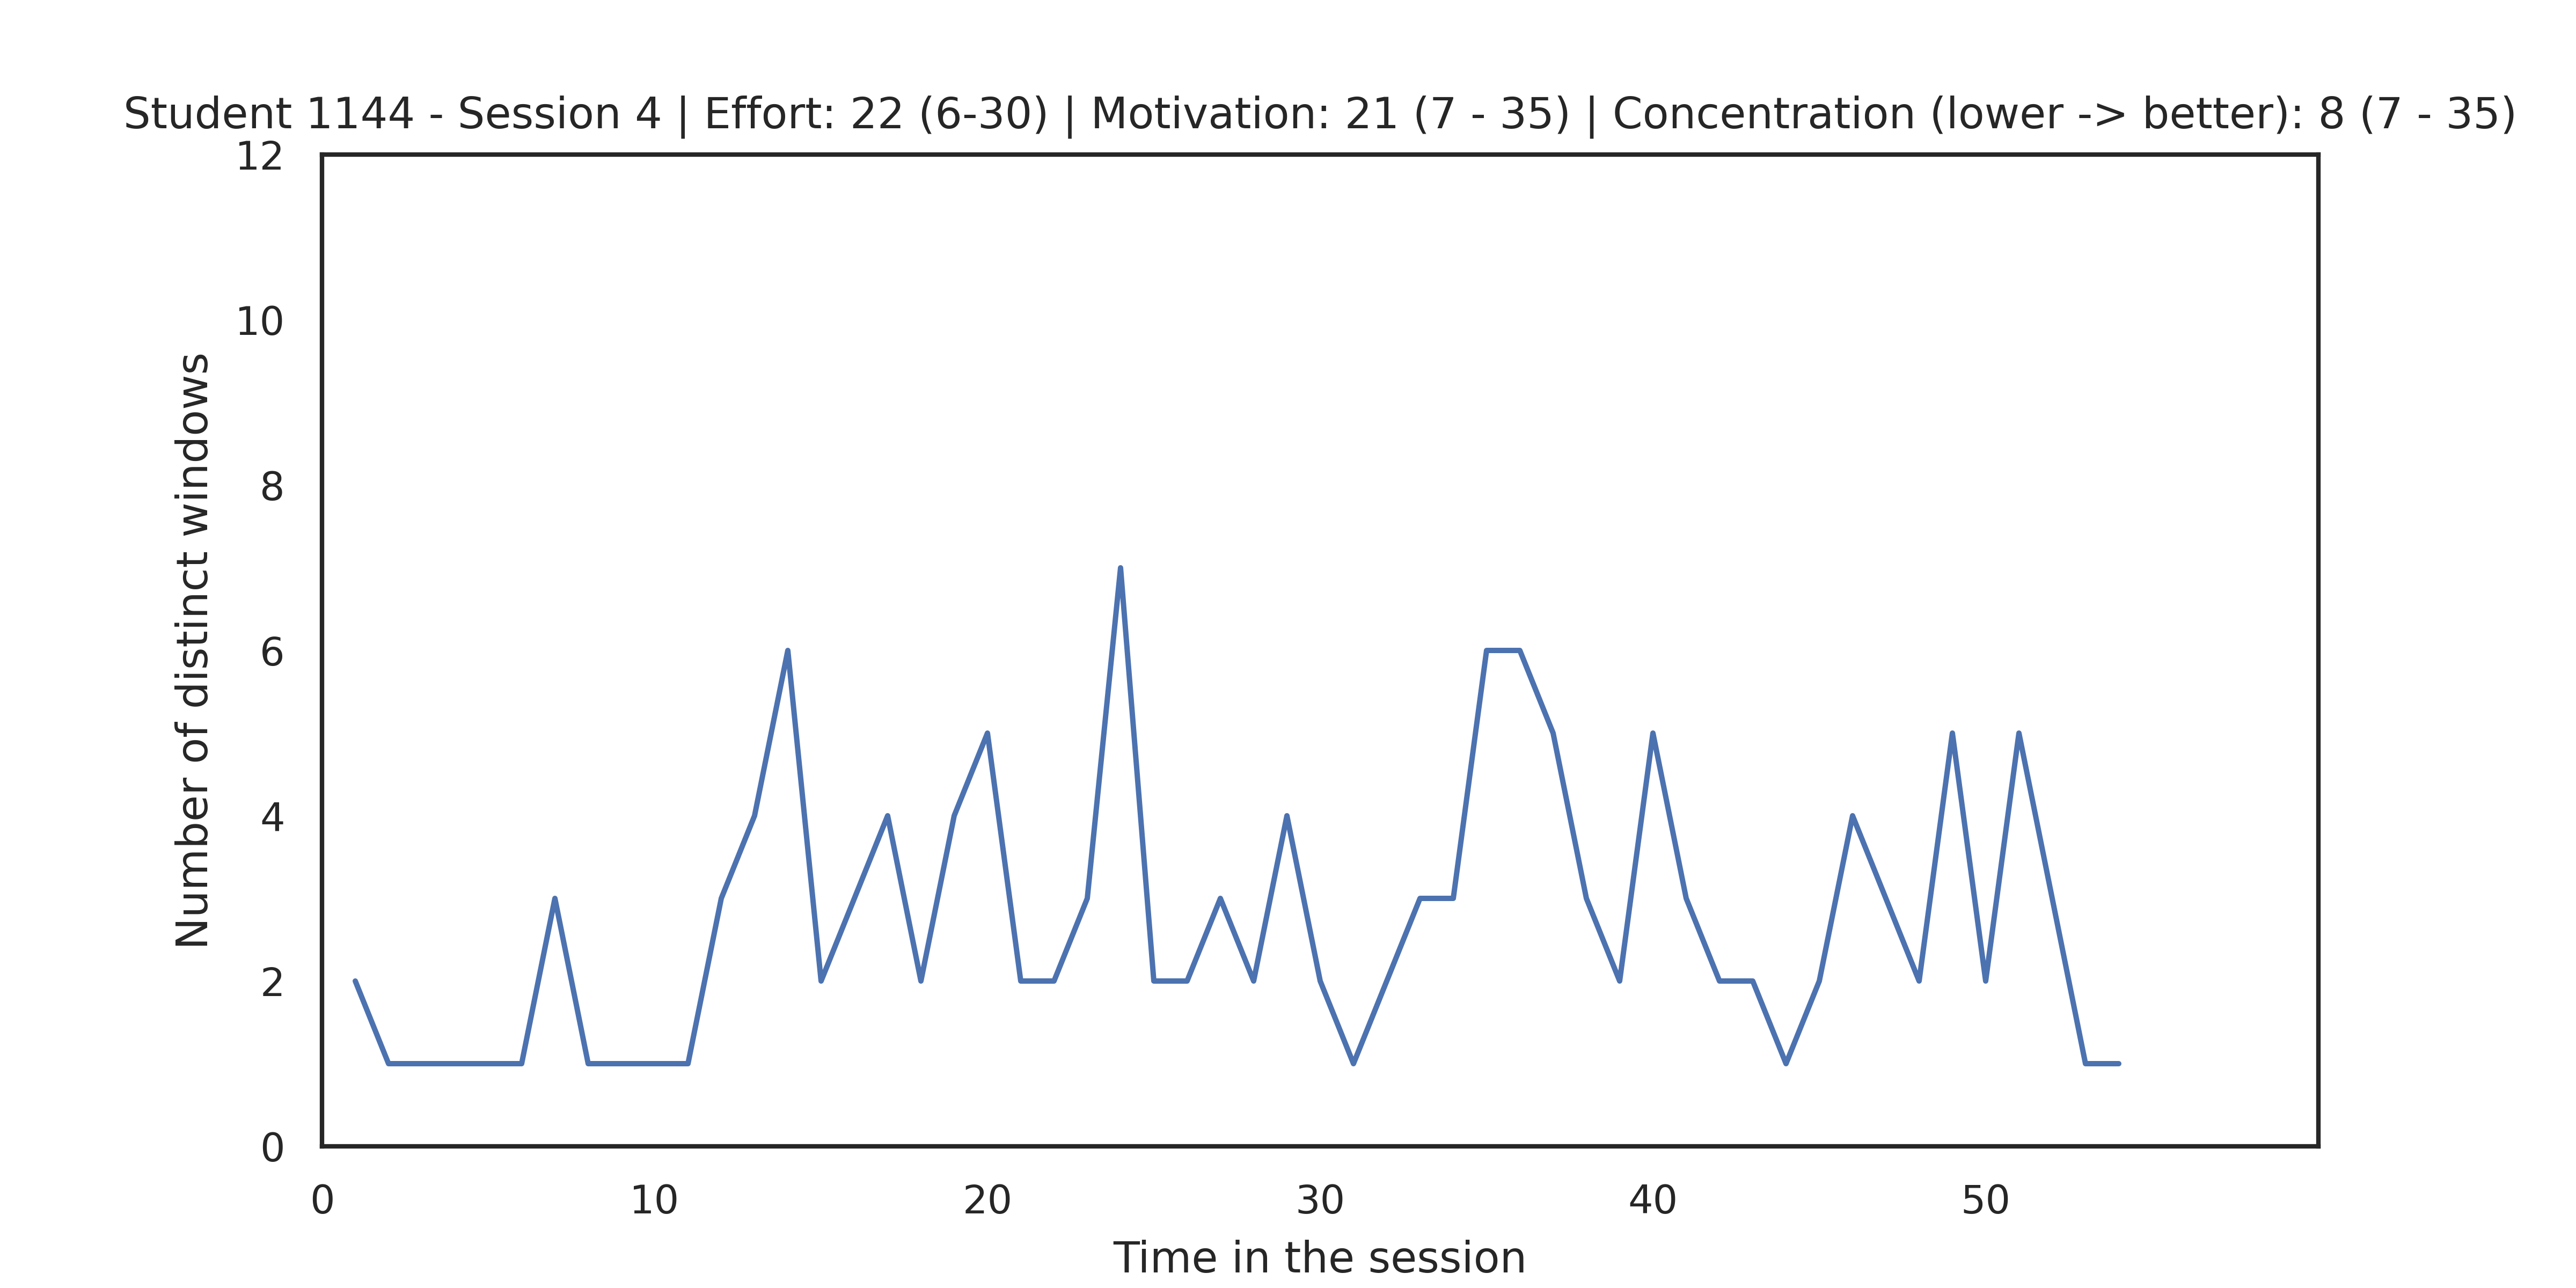 Student 1144 - Session 4 | Effort: 22 (6-30) | Motivation: 21 (7 - 35) | Concentration (lower -> better): 8 (7 - 35)
12
10
8
6
4
2
0
Number of distinct windows
0 10 20 30 40 50
Time in the session